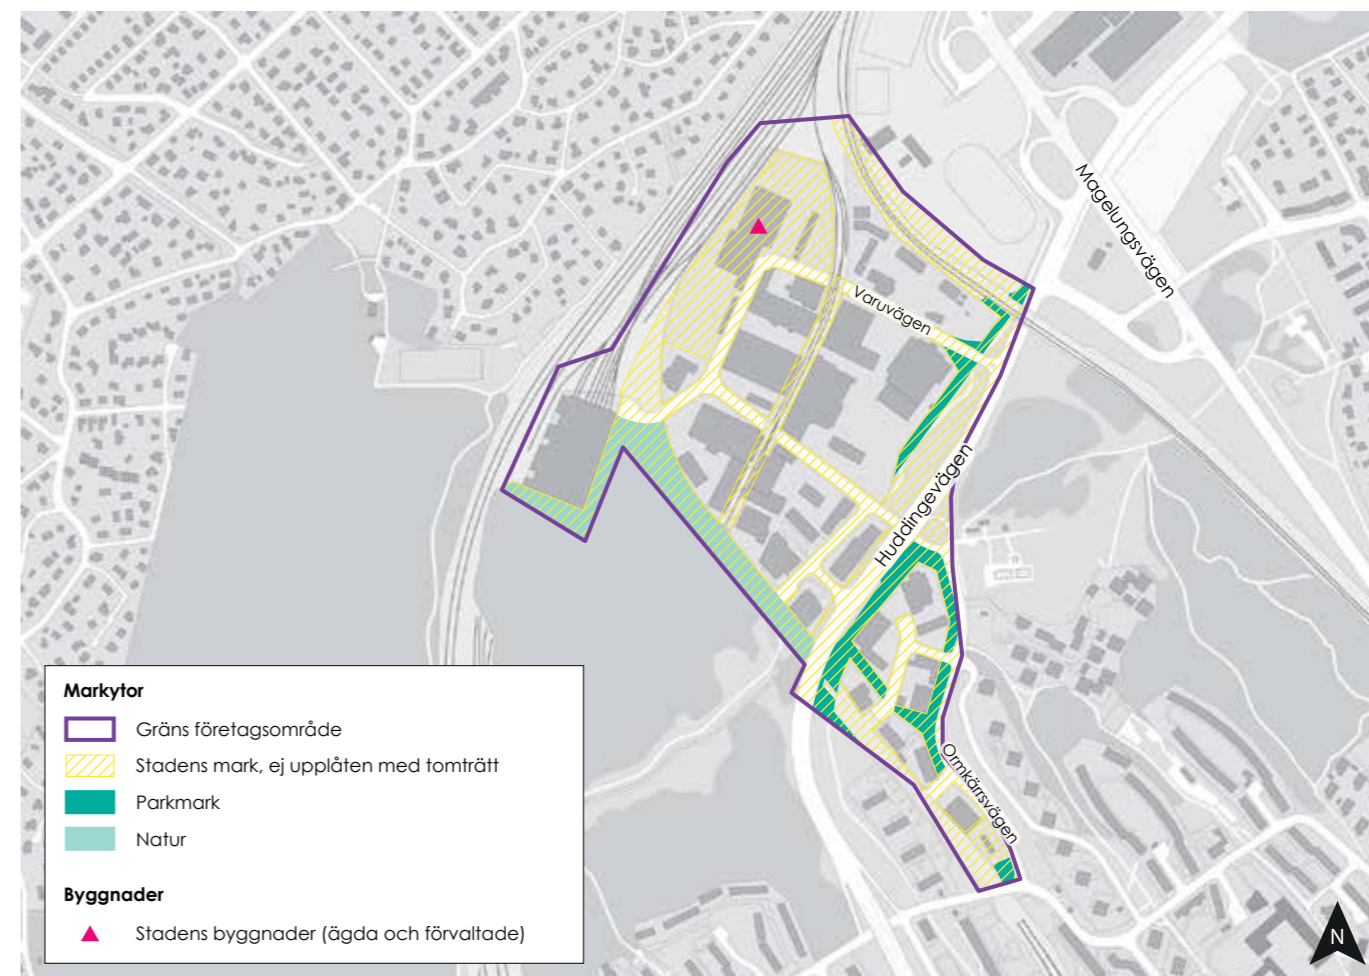 Magelungsvägen
Varuvägen
Huddingevägen
Ormkärrsvägen
Markytor
Gräns företagsområde
Stadens mark, ej upplåten med tomträtt
Parkmark
Natur
Byggnader
Stadens byggnader (ägda och förvaltade)
N